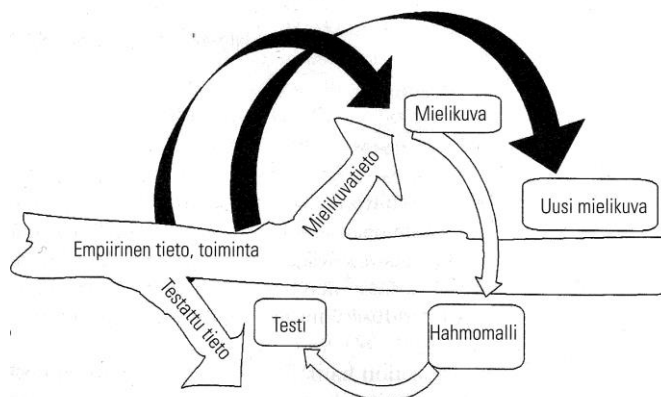 Mielikuva
Mielikuvatieto
Uusi mielikuva
Empiirinen tieto, toiminta
Testattu tieto
Testi
Hahmomalli